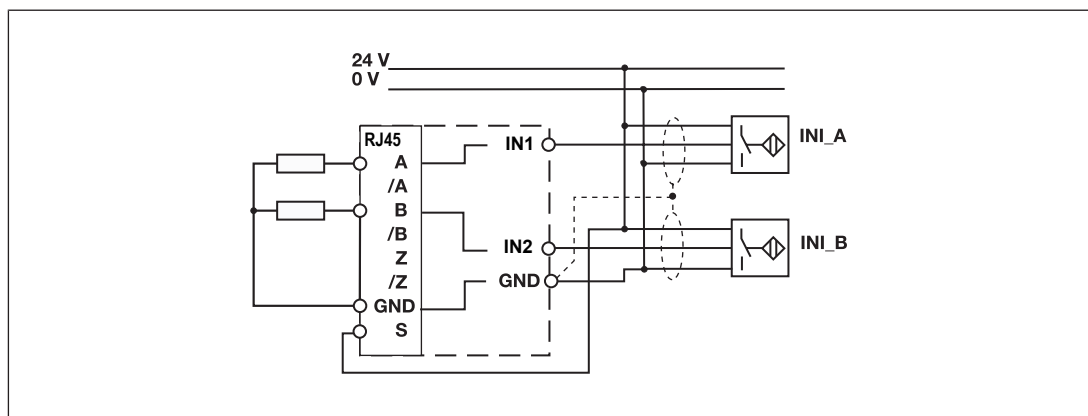 24 V
0 V
RJ45
A
/A
B
/B
Z
/Z
GND
S
IN1
IN2
GND
INI_A
INI_B